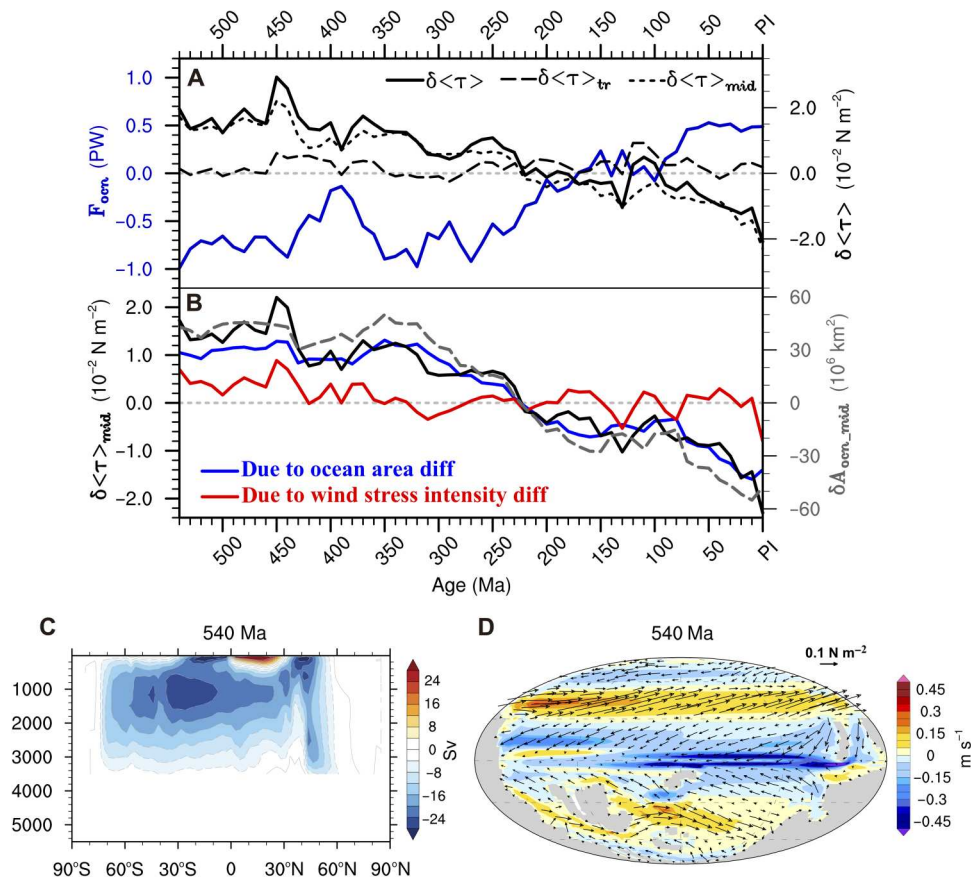 500 450 400 350 300 250 200 150 100 50 PI
A
δ<τ> δ<τ>tr δ<τ>mid
1.0
0.5
0.0
−0.5
−1.0
Focn (PW)
2.0
0.0
−2.0
δ<τ> (10⁻² N m⁻²)
B
2.0
1.0
0.0
−1.0
−2.0
δ<τ>mid (10⁻² N m⁻²)
60
30
0
−30
−60
δAocn_mid (10⁶ km²)
Due to ocean area diff
Due to wind stress intensity diff
500 450 400 350 300 250 200 150 100 50 PI
Age (Ma)
C
540 Ma
1000
2000
3000
4000
5000
90°S 60°S 30°S 0 30°N 60°N 90°N
24
16
8
4
0
−4
−8
−16
−24
Sv
D
540 Ma
0.1 N m⁻²
0.45
0.3
0.15
0
−0.15
−0.3
−0.45
m s⁻¹